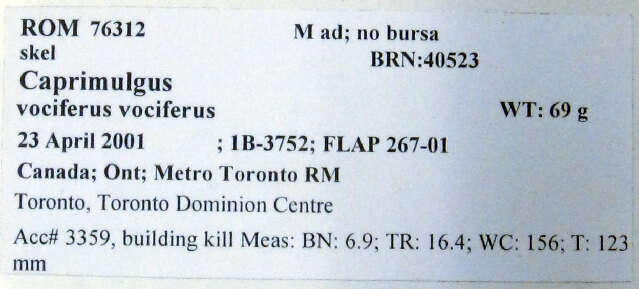 ROM 76312 M ad; no bursa
skel BRN:40523
Caprimulgus
vociferus vociferus WT: 69 g
23 April 2001 ; 1B-3752; FLAP 267-01
Canada; Ont; Metro Toronto RM
Toronto, Toronto Dominion Centre
Acc# 3359, building kill Meas: BN: 6.9; TR: 16.4; WC: 156; T: 123
mm